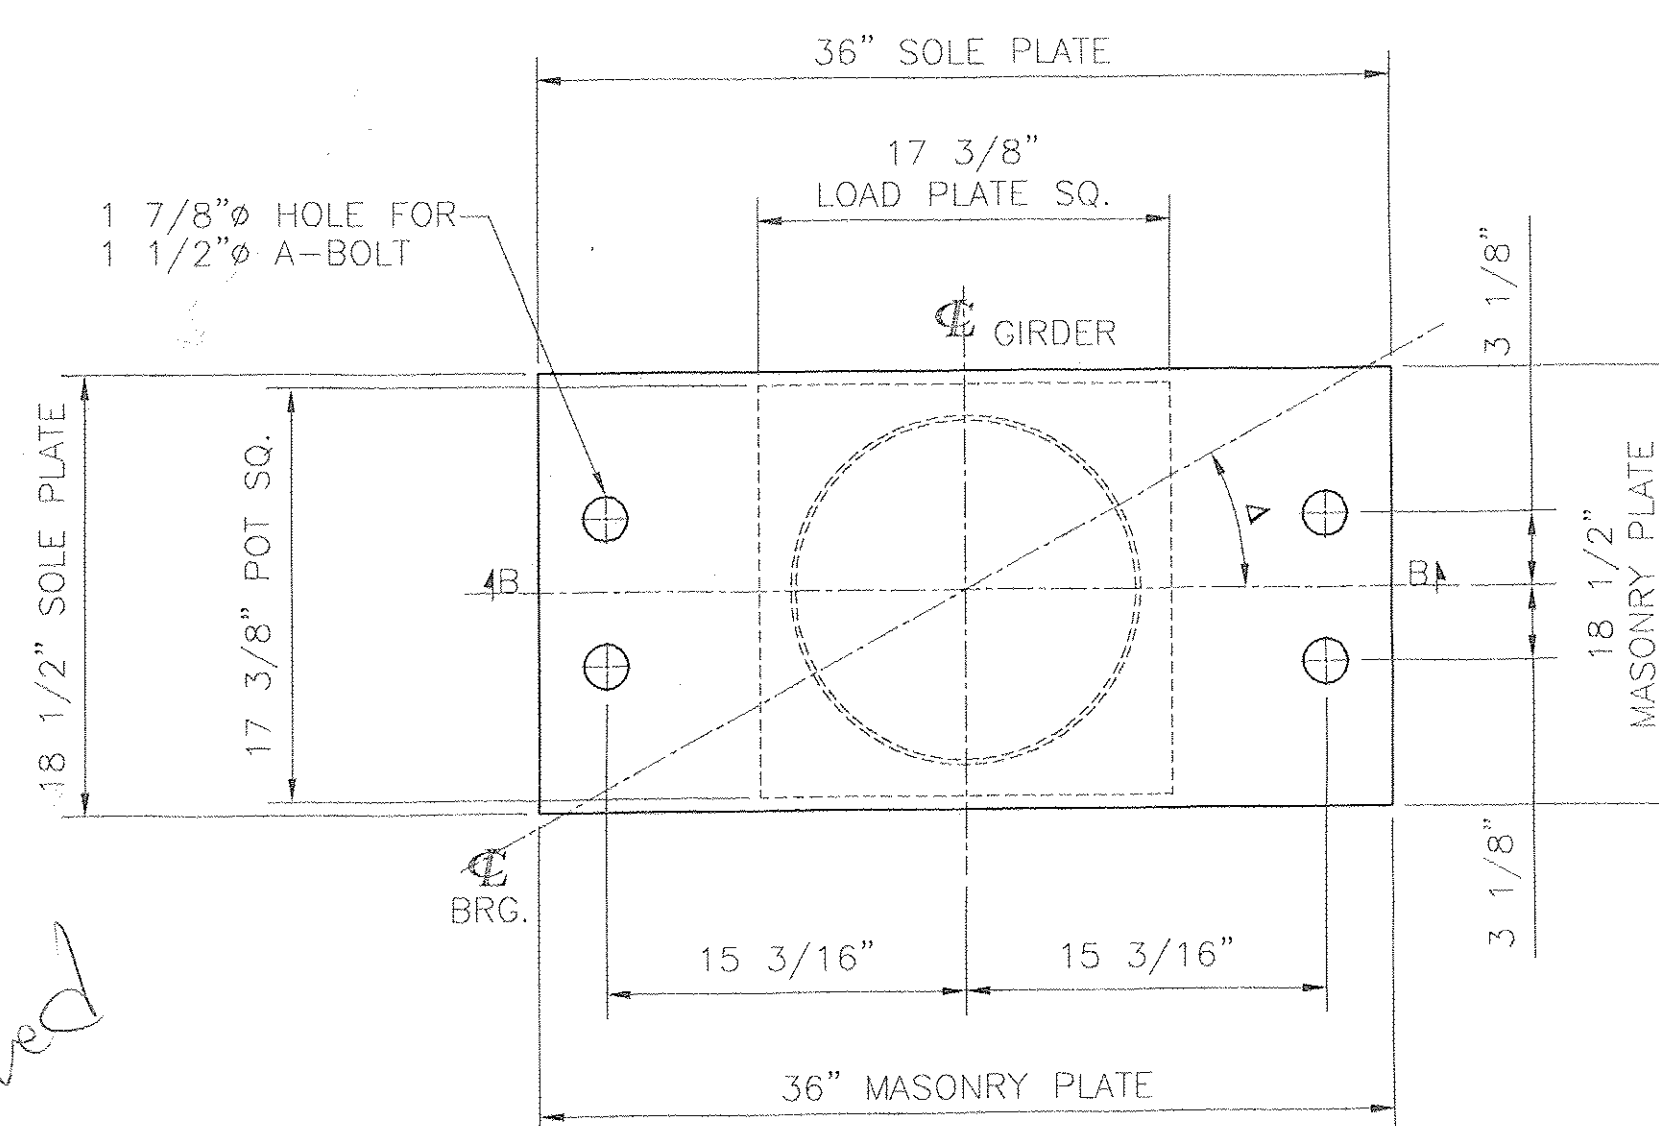 36" SOLE PLATE
17 3/8"
LOAD PLATE SQ.
1 7/8"ø HOLE FOR
1 1/2"ø A-BOLT
℄ GIRDER
3 1/8"
18 1/2" SOLE PLATE
17 3/8" POT SQ.
Δ
B
B
18 1/2"
MASONRY PLATE
3 1/8"
℄
BRG.
15 3/16"
15 3/16"
36" MASONRY PLATE